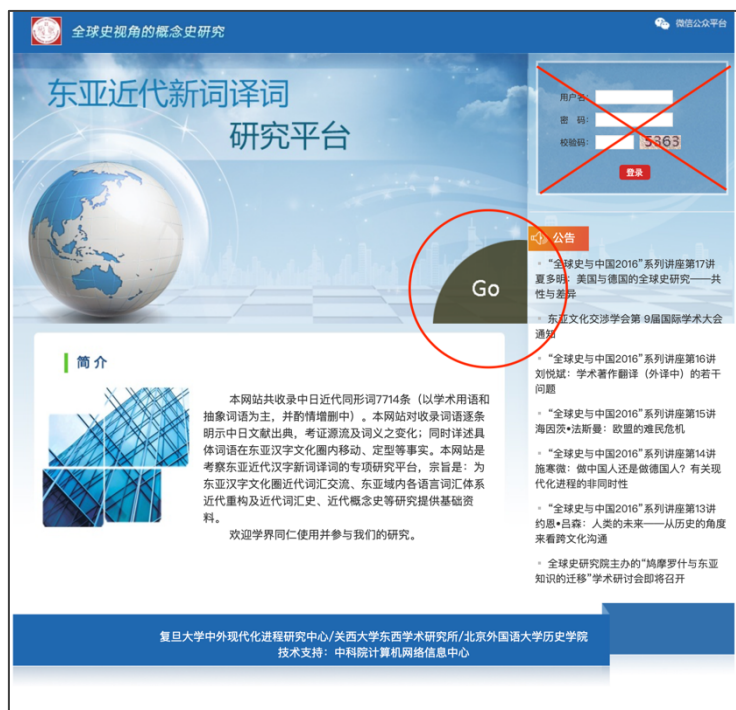 全球史视角的概念史研究
微信公众平台
东亚近代新词译词
研究平台
用户名:
密 码:
校验码:
5363
登录
Go
公告
“全球史与中国2016”系列讲座第17讲
夏多明：美国与德国的全球史研究——共
性与差异
东亚文化交涉学会第 9届国际学术大会
通知
“全球史与中国2016”系列讲座第16讲
刘悦斌：学术著作翻译（外译中）的若干
问题
“全球史与中国2016”系列讲座第15讲
海因茨•法斯曼：欧盟的难民危机
“全球史与中国2016”系列讲座第14讲
施寒微：做中国人还是做德国人？有关现
代化进程的非同时性
“全球史与中国2016”系列讲座第13讲
约恩•吕森：人类的未来——从历史的角度
来看跨文化沟通
全球史研究院主办的“鸠摩罗什与东亚
知识的迁移”学术研讨会即将召开
简 介
本网站共收录中日近代同形词7714条（以学术用语和
抽象词语为主，并酌情增删中）。本网站对收录词语逐条
明示中日文献出典，考证源流及词义之变化；同时详述具
体词语在东亚汉字文化圈内移动、定型等事实。本网站是
考察东亚近代汉字新词译词的专项研究平台，宗旨是：为
东亚汉字文化圈近代词汇交流、东亚域内各语言词汇体系
近代重构及近代词汇史、近代概念史等研究提供基础资
料。
欢迎学界同仁使用并参与我们的研究。
复旦大学中外现代化进程研究中心/关西大学东西学术研究所/北京外国语大学历史学院
技术支持：中科院计算机网络信息中心